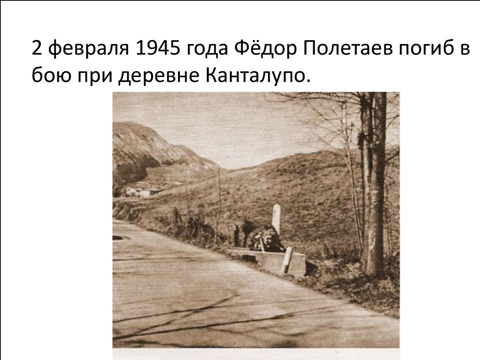 2 февраля 1945 года Фёдор Полетаев погиб в
бою при деревне Канталупо.